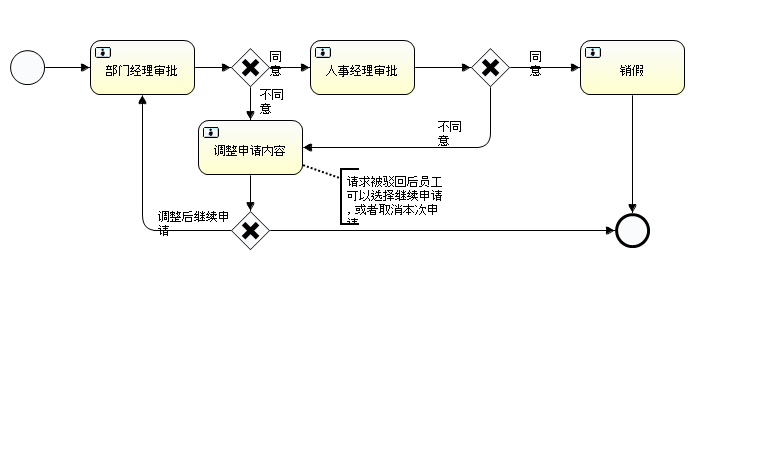 部门经理审批
同
意
人事经理审批
同
意
销假
不同
意
不同
意
调整申请内容
请求被驳回后员工
可以选择继续申请
，或者取消本次申
请
调整后继续申
请